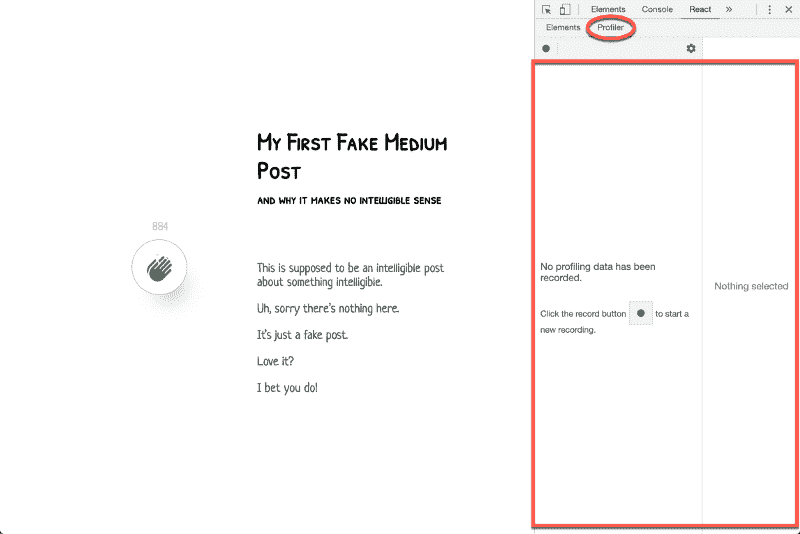 Elements Console React »
Elements Profiler
My First Fake Medium
Post
and why it makes no intelligible sense
884
This is supposed to be an intelligible post
about something intelligible.
Uh, sorry there's nothing here.
It's just a fake post.
Love it?
I bet you do!
No profiling data has been
recorded.
Click the record button to start a
new recording.
Nothing selected